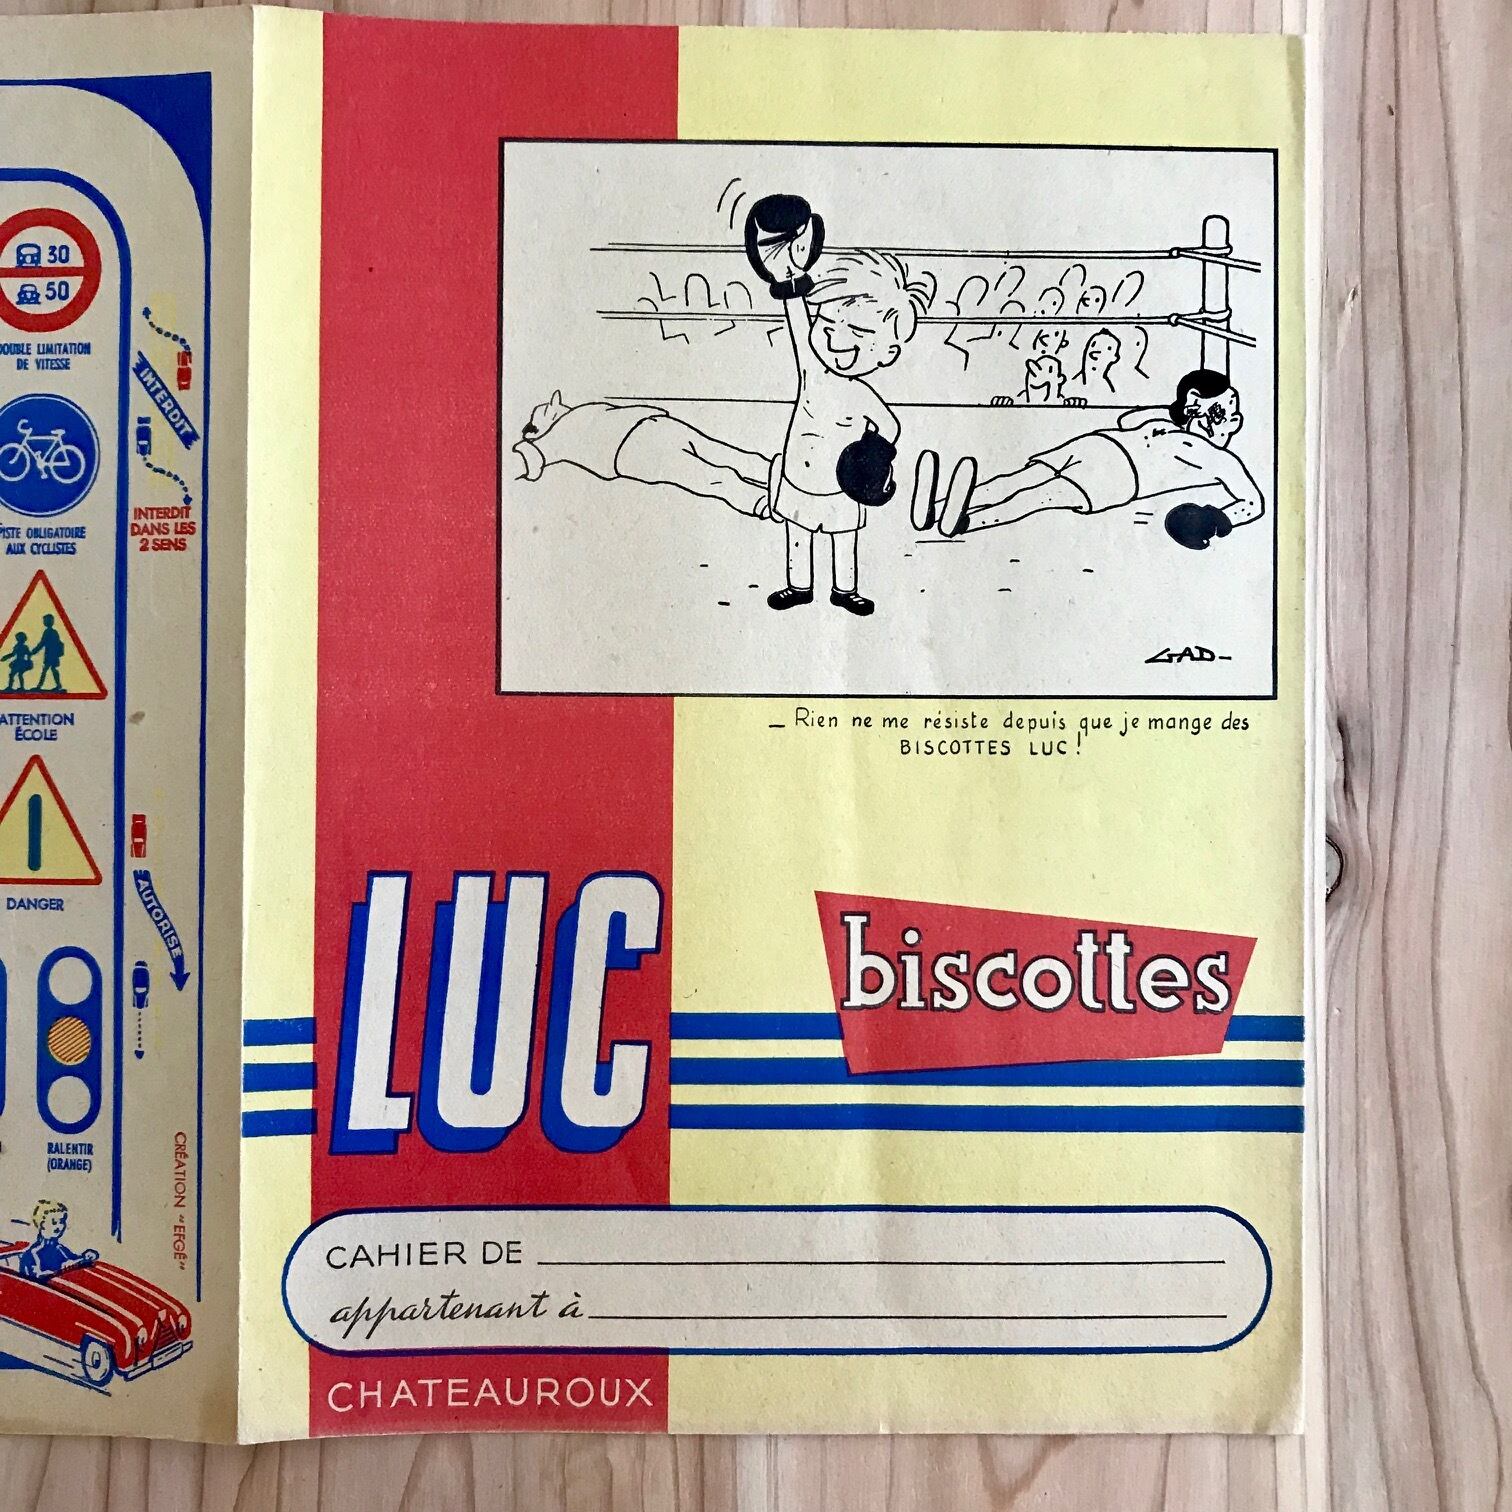 30
50
DOUBLE LIMITATION
DE VITESSE
PISTE OBLIGATOIRE
AUX CYCLISTES
ATTENTION
ÉCOLE
DANGER
RALENTIR
(ORANGE)
INTERDIT
INTERDIT
DANS LES
2 SENS
AUTORISE
CRÉATION "EFGÉ"
GAD
_ Rien ne me résiste depuis que je mange des
BISCOTTES LUC !
LUC
biscottes
CAHIER DE
appartenant à
CHATEAUROUX